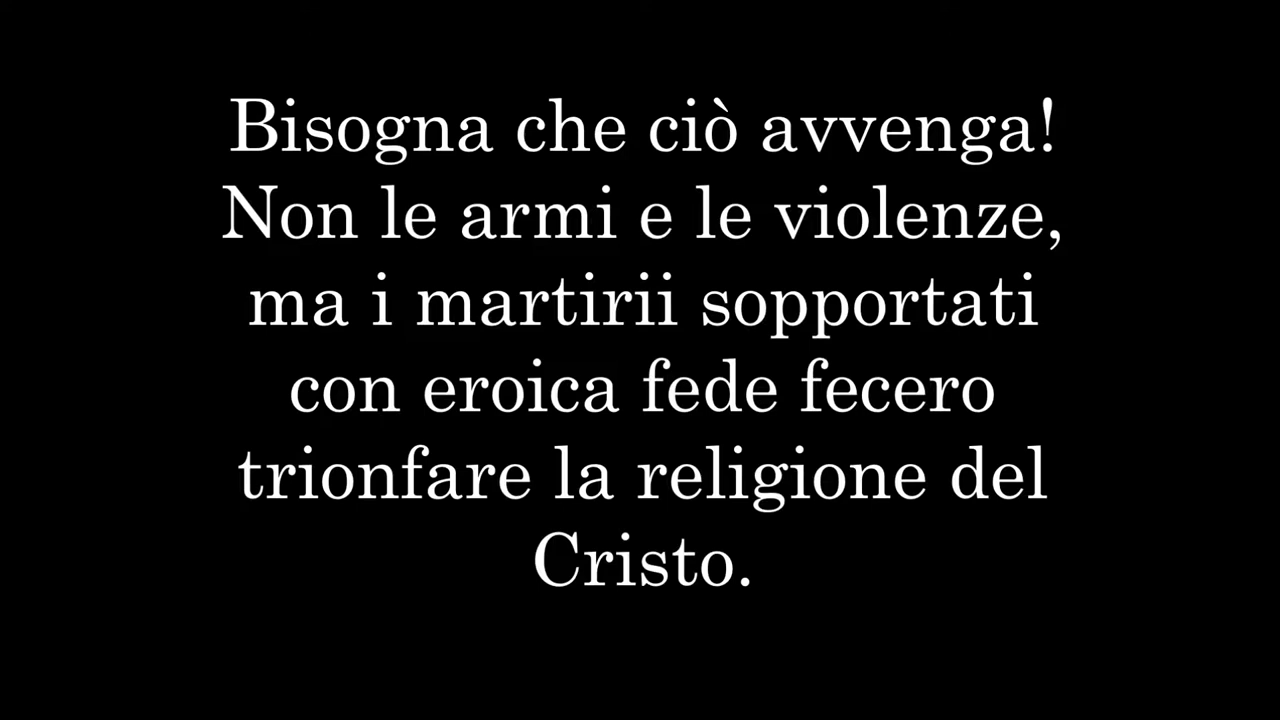 Bisogna che ciò avvenga!
Non le armi e le violenze,
ma i martirii sopportati
con eroica fede fecero
trionfare la religione del
Cristo.